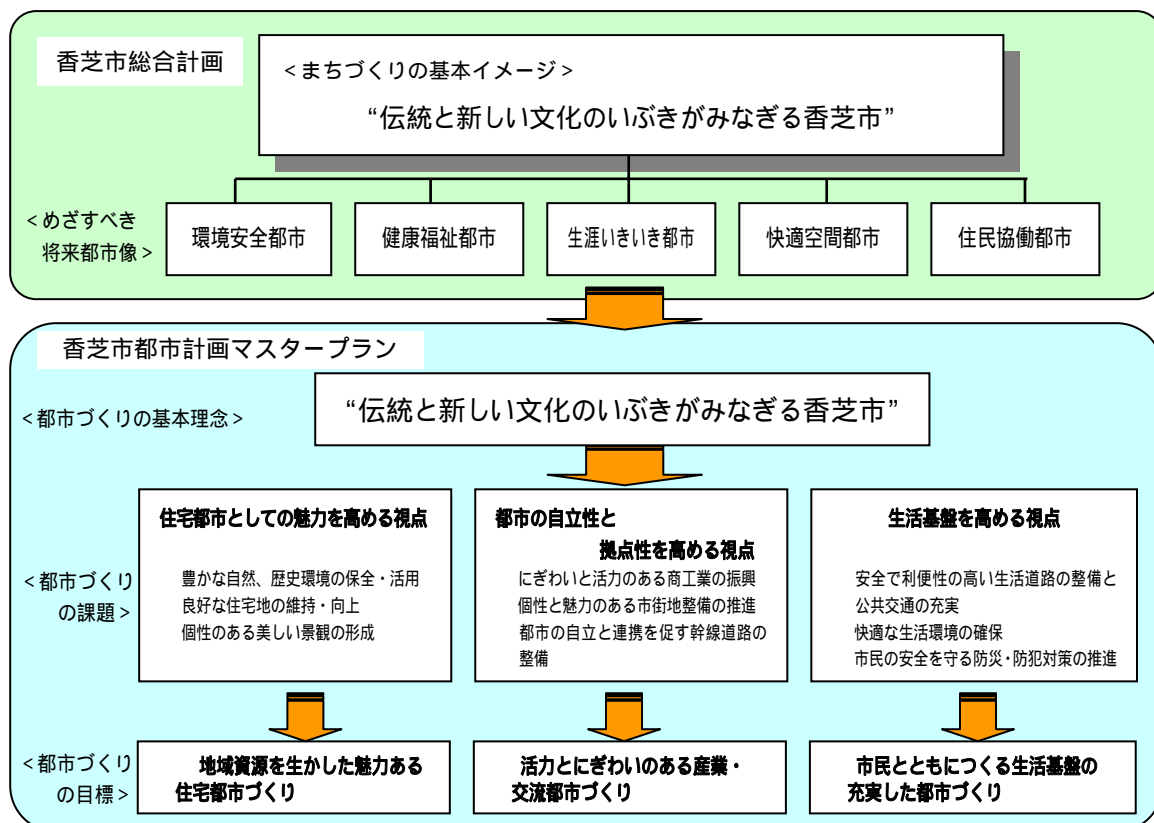 香芝市総合計画
<まちづくりの基本イメージ>
“伝統と新しい文化のいぶきがみなぎる香芝市”
<めざすべき
将来都市像>
環境安全都市
健康福祉都市
生涯いきいき都市
快適空間都市
住民協働都市
香芝市都市計画マスタープラン
<都市づくりの基本理念>
“伝統と新しい文化のいぶきがみなぎる香芝市”
<都市づくり
の課題>
住宅都市としての魅力を高める視点
豊かな自然、歴史環境の保全・活用
良好な住宅地の維持・向上
個性のある美しい景観の形成
都市の自立性と
拠点性を高める視点
にぎわいと活力のある商工業の振興
個性と魅力のある市街地整備の推進
都市の自立と連携を促す幹線道路の
整備
生活基盤を高める視点
安全で利便性の高い生活道路の整備と
公共交通の充実
快適な生活環境の確保
市民の安全を守る防災・防犯対策の推進
<都市づくり
の目標>
地域資源を生かした魅力ある
住宅都市づくり
活力とにぎわいのある産業・
交流都市づくり
市民とともにつくる生活基盤の
充実した都市づくり